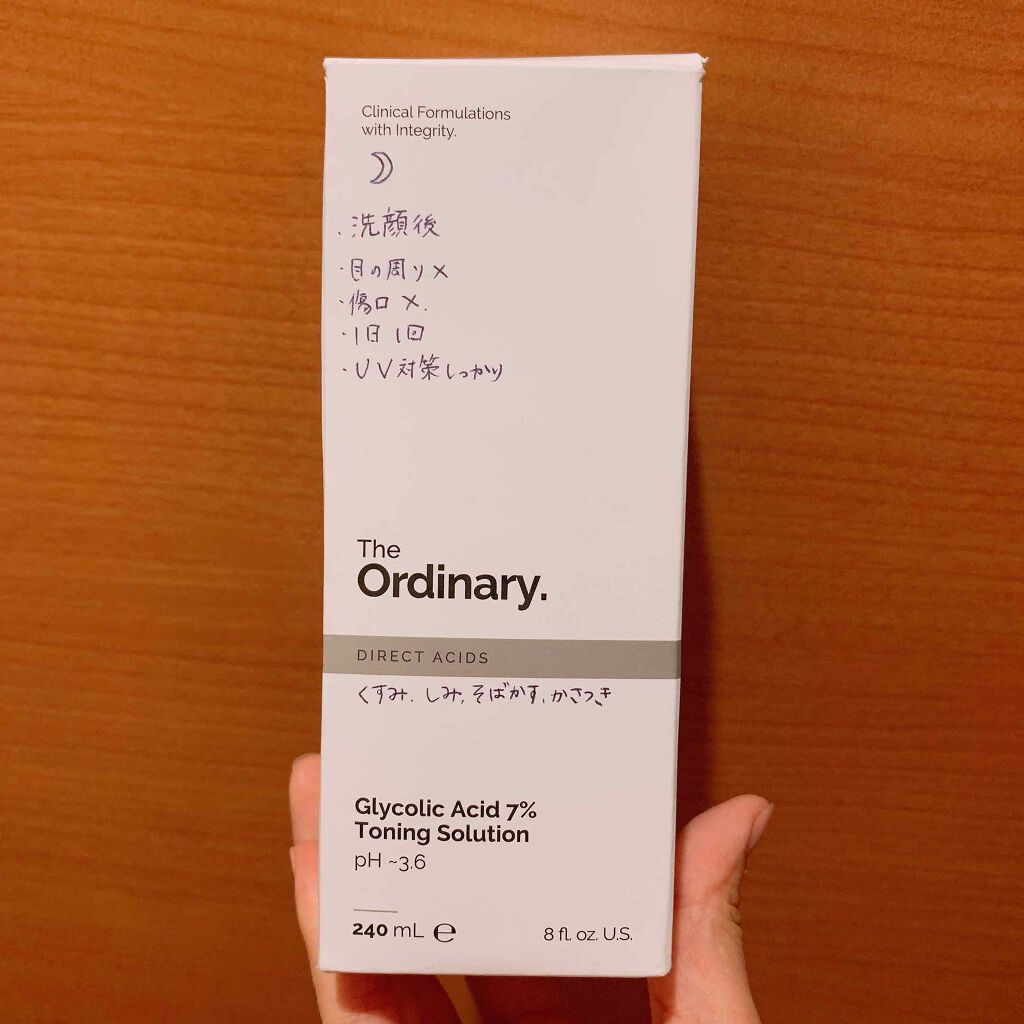 Clinical Formulations
with Integrity.
・洗顔後
・目の周り×
・傷口×.
・1日1回
・UV対策しっかり
The
Ordinary.
DIRECT ACIDS
くすみ, しみ, そばかす, かさつき
Glycolic Acid 7%
Toning Solution
pH ~3.6
240 mL ℮ 8 fl. oz. U.S.